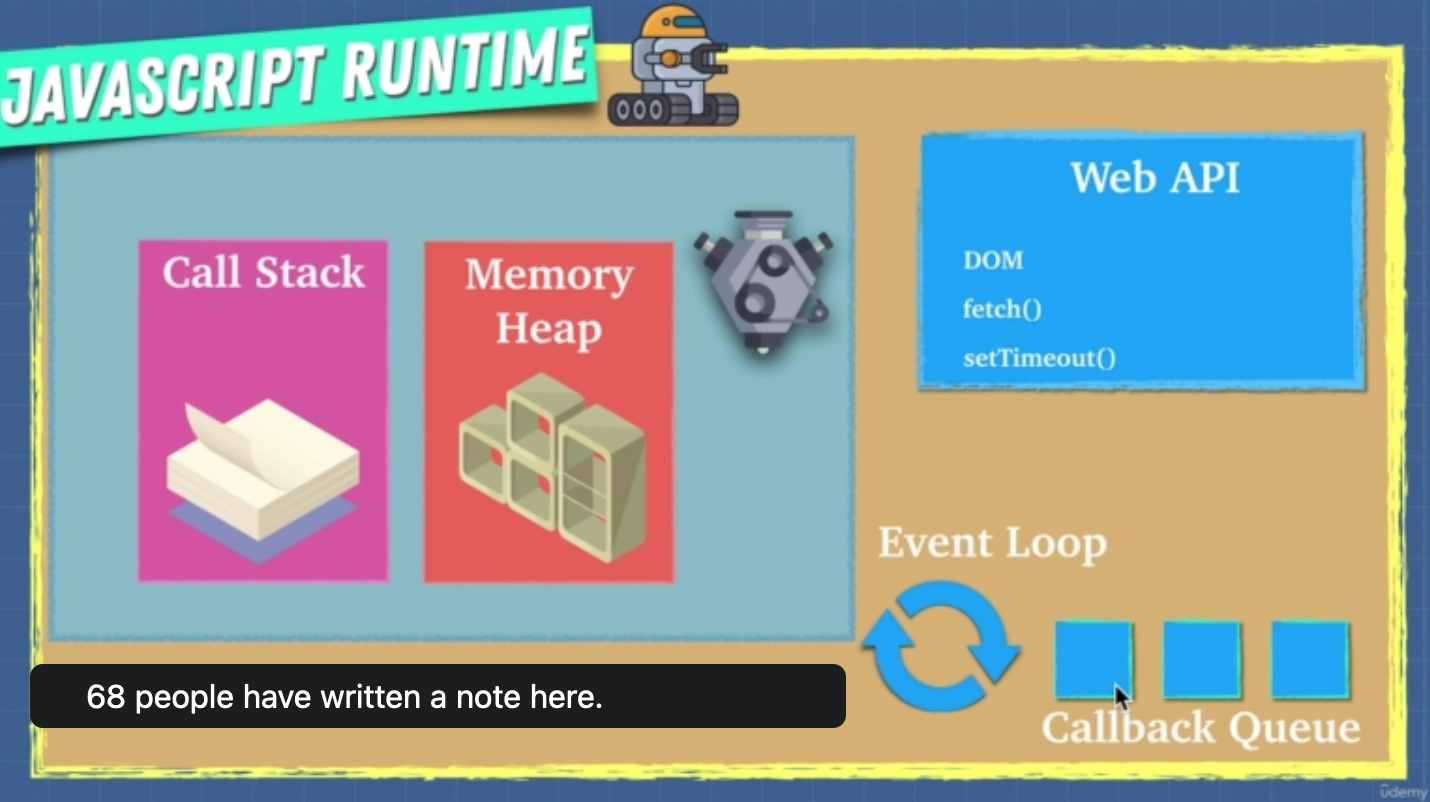 JAVASCRIPT RUNTIME
Call Stack
Memory
Heap
Web API
DOM
fetch()
setTimeout()
Event Loop
68 people have written a note here.
Callback Queue
ûdemy